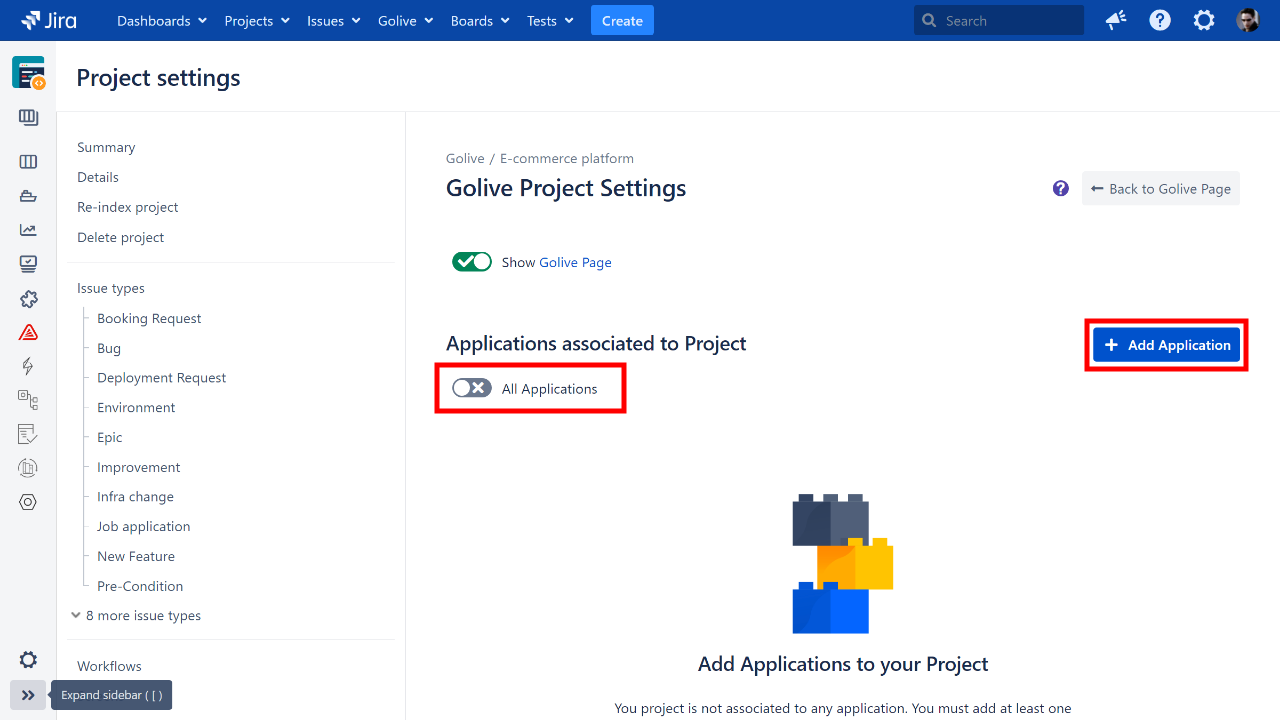 Jira
Dashboards Projects Issues Golive Boards Tests Create Search
Project settings
Summary
Details
Re-index project
Delete project
Issue types
Booking Request
Bug
Deployment Request
Environment
Epic
Improvement
Infra change
Job application
New Feature
Pre-Condition
8 more issue types
Workflows
Expand sidebar ( [ )
Golive / E-commerce platform
Golive Project Settings
? Back to Golive Page
Show Golive Page
Applications associated to Project
+ Add Application
All Applications
Add Applications to your Project
You project is not associated to any application. You must add at least one